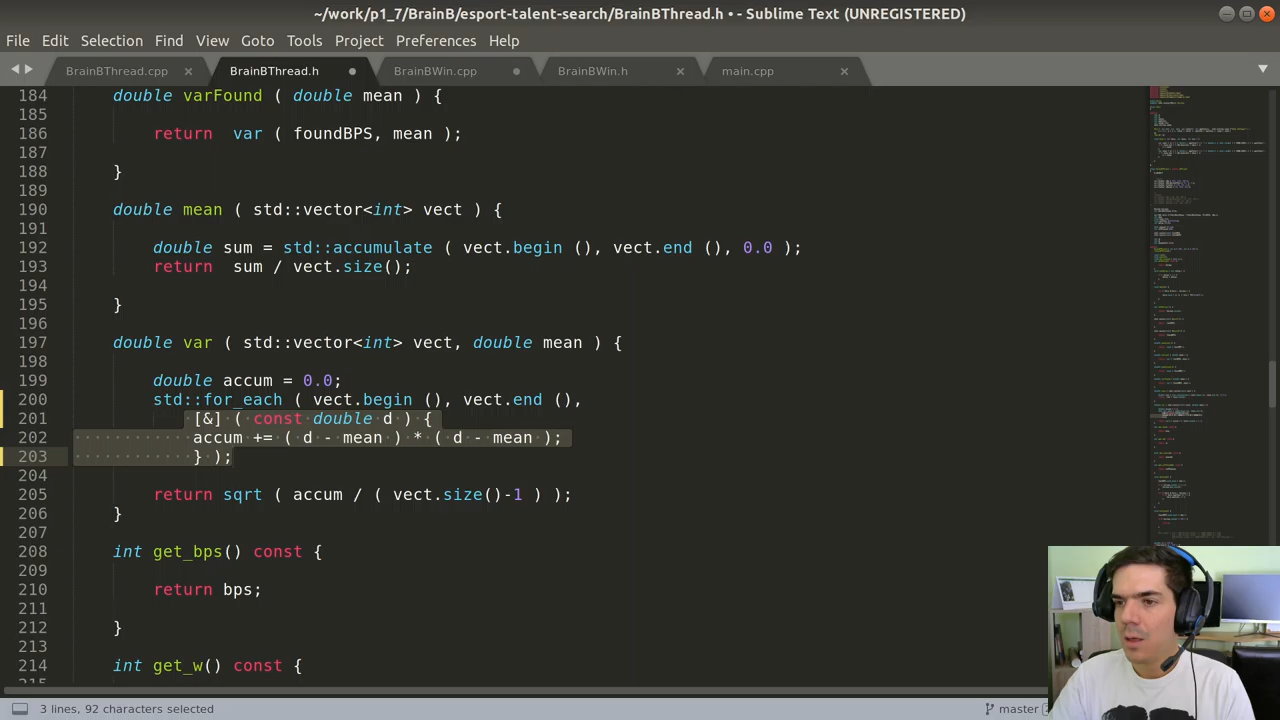 ~/work/p1_7/BrainB/esport-talent-search/BrainBThread.h • - Sublime Text (UNREGISTERED)
File Edit Selection Find View Goto Tools Project Preferences Help
BrainBThread.cpp BrainBThread.h BrainBWin.cpp BrainBWin.h main.cpp
184 double varFound ( double mean ) {
185
186 return var ( foundBPS, mean );
187
188 }
189
190 double mean ( std::vector<int> vect ) {
191
192 double sum = std::accumulate ( vect.begin (), vect.end (), 0.0 );
193 return sum / vect.size();
194
195 }
196
197 double var ( std::vector<int> vect, double mean ) {
198
199 double accum = 0.0;
200 std::for_each ( vect.begin (), vect.end (),
201 [&] ( const double d ) {
202 accum += ( d - mean ) * ( d - mean );
203 } );
204
205 return sqrt ( accum / ( vect.size()-1 ) );
206 }
207
208 int get_bps() const {
209
210 return bps;
211
212 }
213
214 int get_w() const {
215
3 lines, 92 characters selected
master